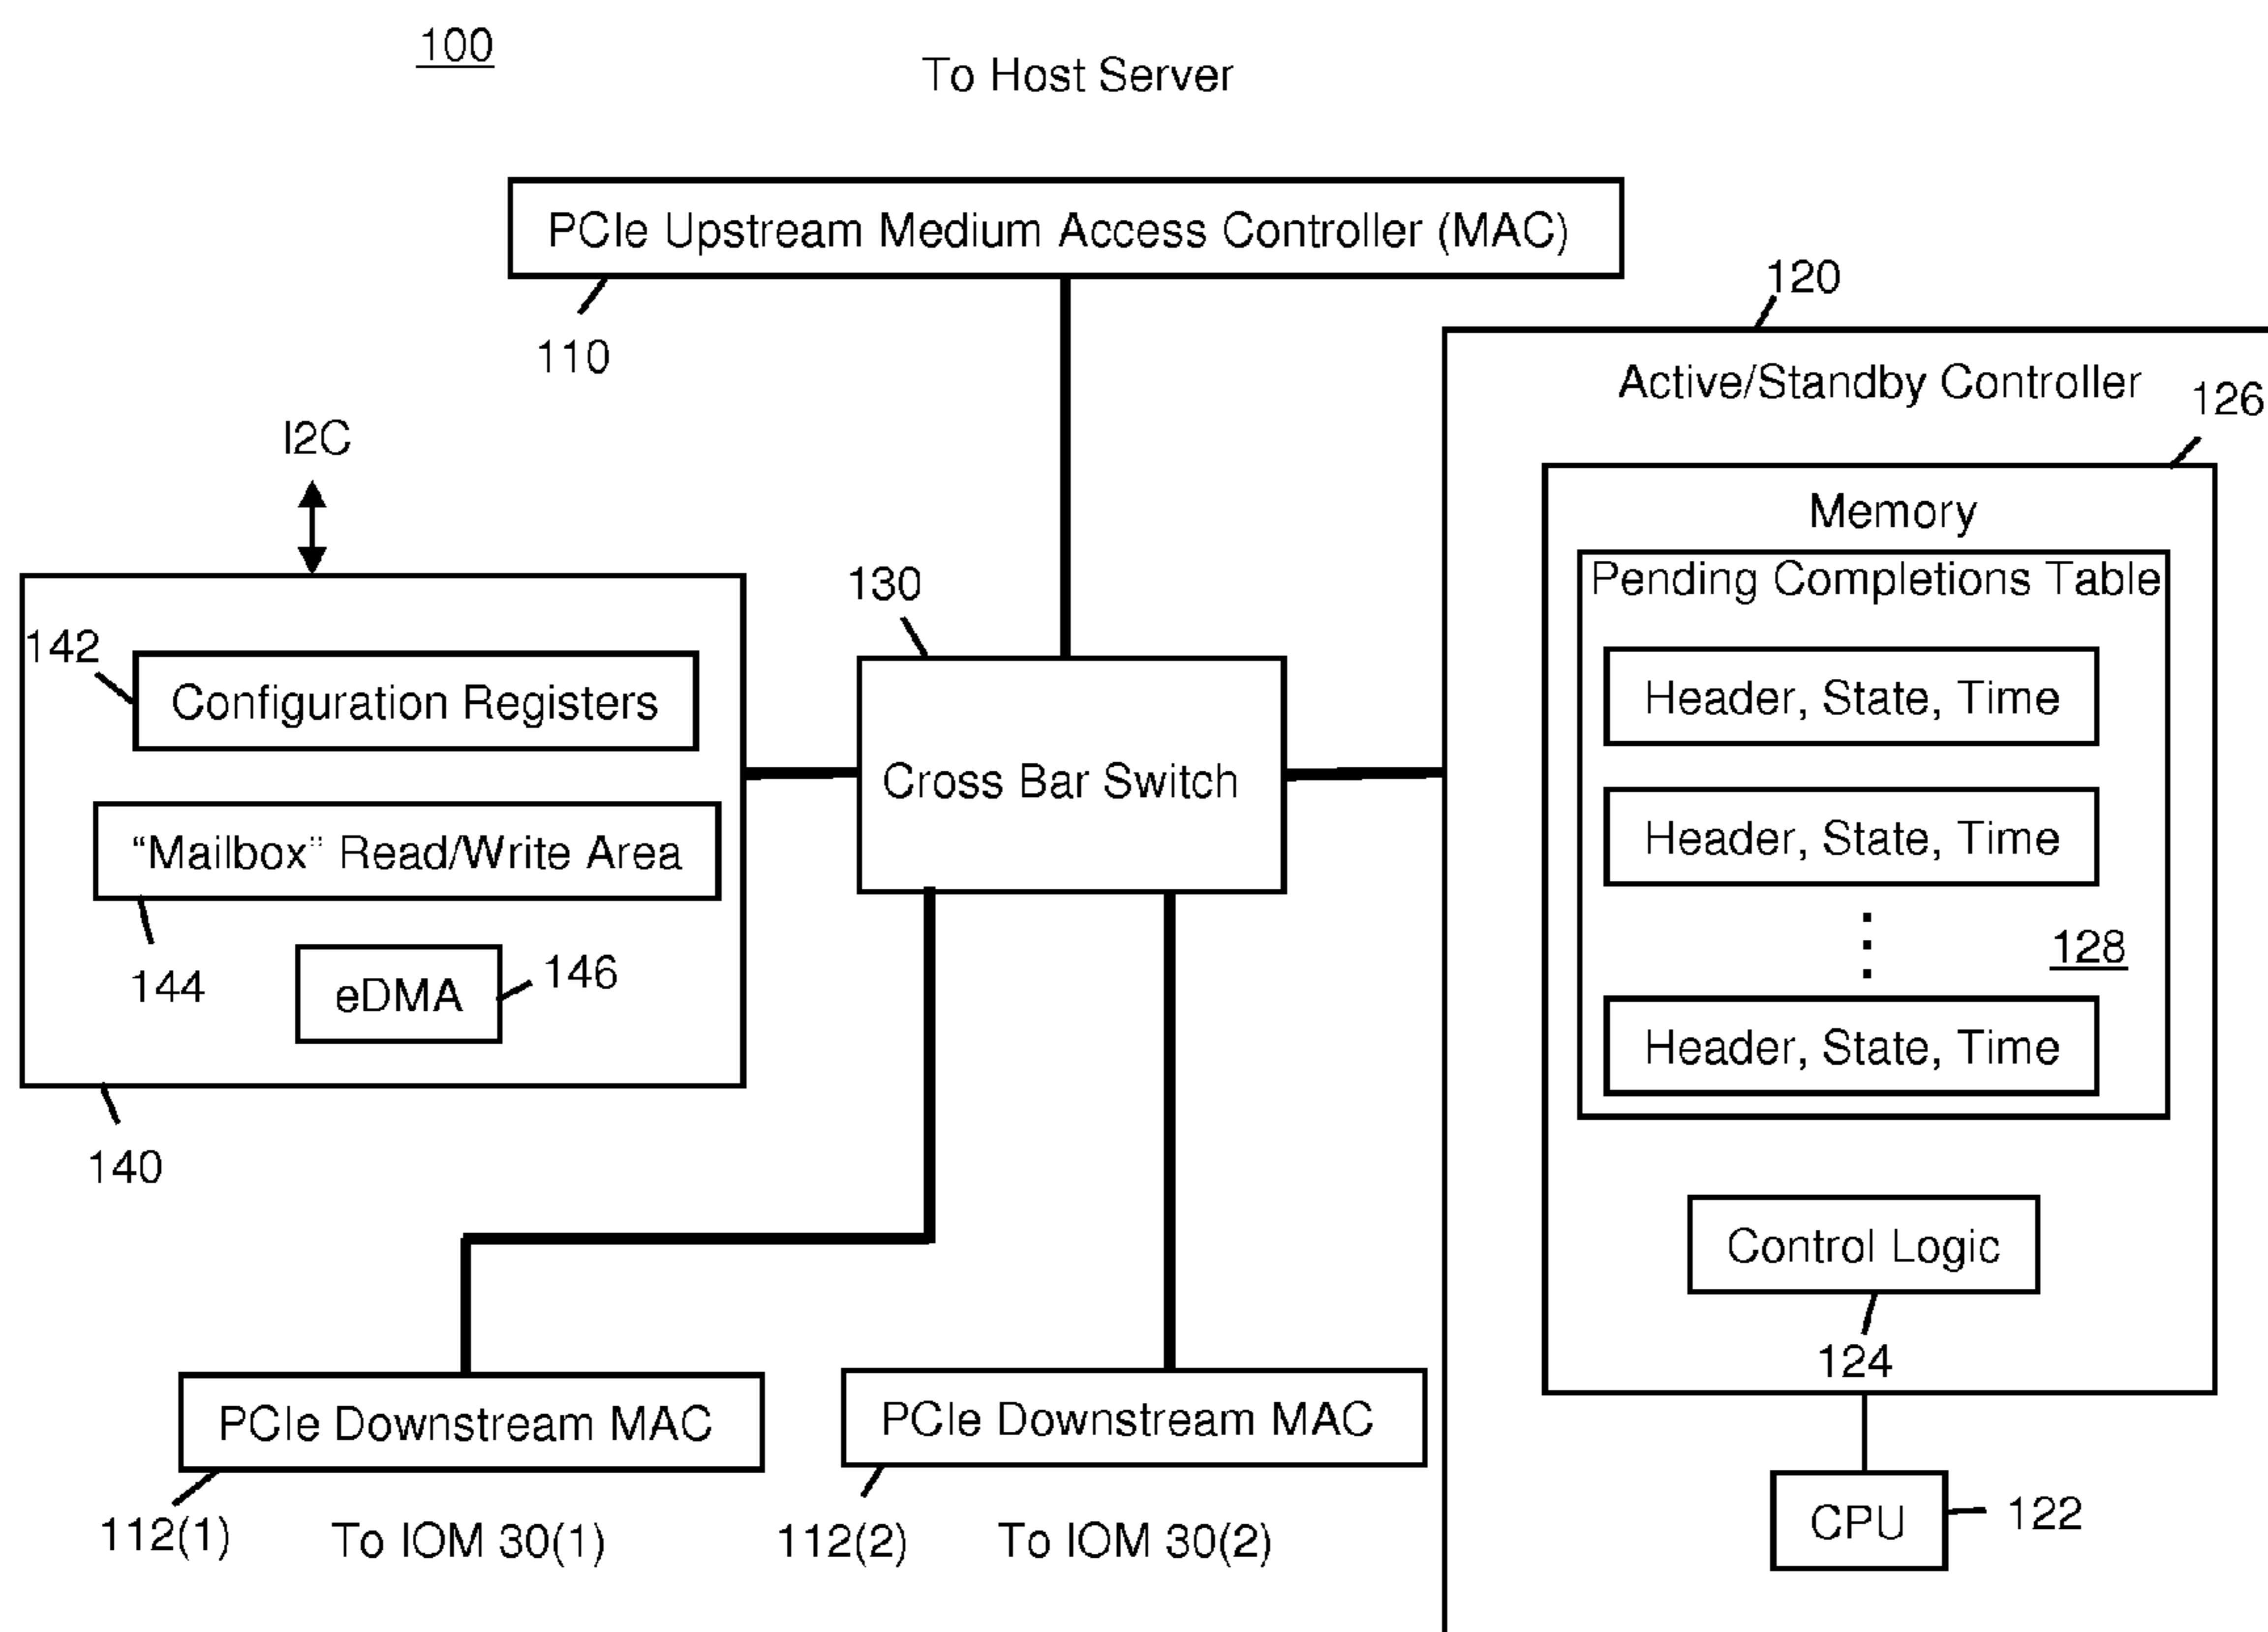 100
To Host Server
PCIe Upstream Medium Access Controller (MAC)
110
120
Active/Standby Controller
126
I2C
Memory
Pending Completions Table
130
142
Configuration Registers
Header, State, Time
Cross Bar Switch
"Mailbox" Read/Write Area
Header, State, Time
128
144
eDMA
146
Header, State, Time
140
Control Logic
124
PCIe Downstream MAC
PCIe Downstream MAC
112(1)
To IOM 30(1)
112(2)
To IOM 30(2)
CPU
122